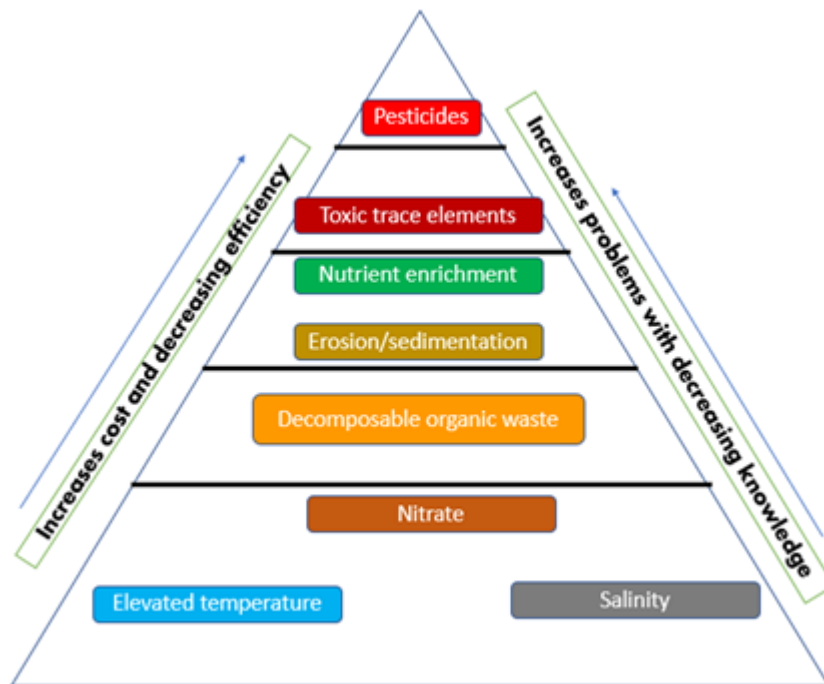 Pesticides
Toxic trace elements
Nutrient enrichment
Erosion/sedimentation
Decomposable organic waste
Nitrate
Elevated temperature
Salinity
Increases cost and decreasing efficiency
Increases problems with decreasing knowledge